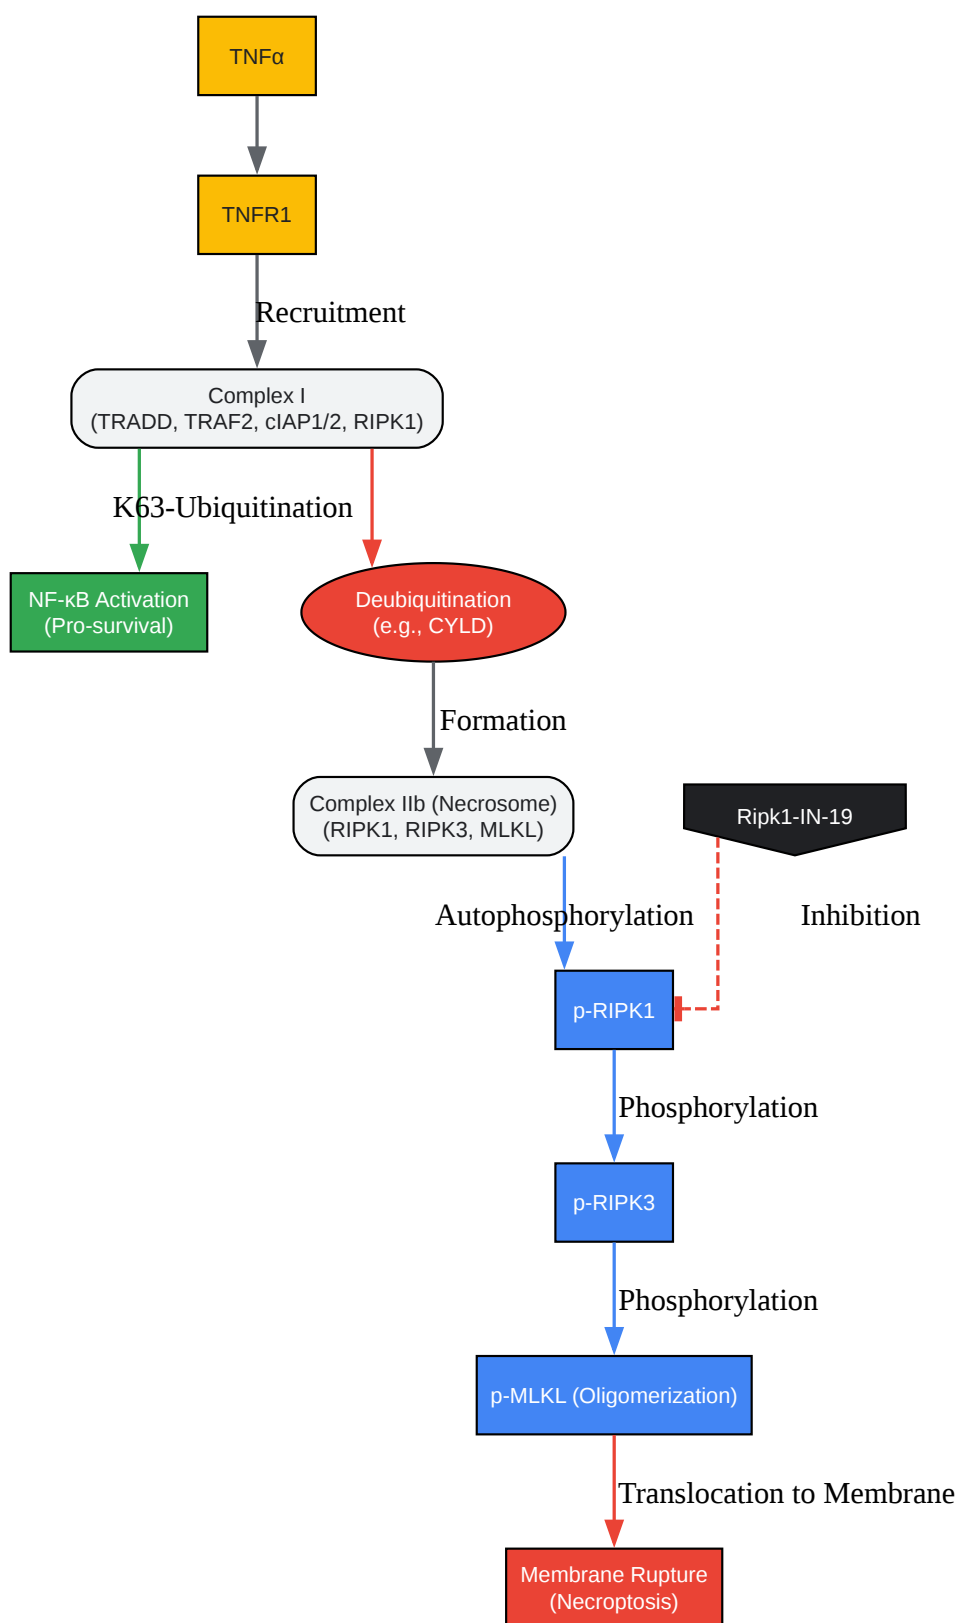 TNFα
TNFR1
Recruitment
Complex I
(TRADD, TRAF2, cIAP1/2, RIPK1)
K63-Ubiquitination
NF-κB Activation
(Pro-survival)
Deubiquitination
(e.g., CYLD)
Formation
Complex IIb (Necrosome)
(RIPK1, RIPK3, MLKL)
Ripk1-IN-19
Autophosphorylation
Inhibition
p-RIPK1
Phosphorylation
p-RIPK3
Phosphorylation
p-MLKL (Oligomerization)
Translocation to Membrane
Membrane Rupture
(Necroptosis)